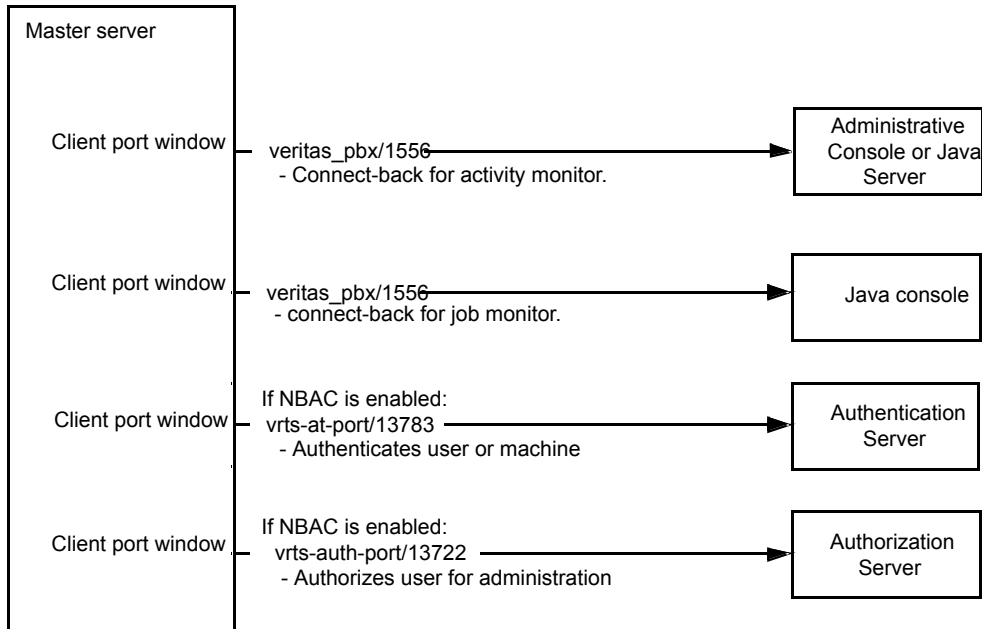 Master server
Client port window
veritas_pbx/1556
- Connect-back for activity monitor.
Administrative
Console or Java
Server
Client port window
veritas_pbx/1556
- connect-back for job monitor.
Java console
Client port window
If NBAC is enabled:
vrts-at-port/13783
- Authenticates user or machine
Authentication
Server
Client port window
If NBAC is enabled:
vrts-auth-port/13722
- Authorizes user for administration
Authorization
Server